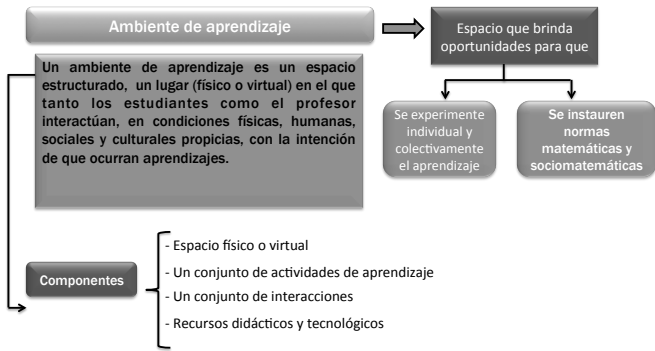 Ambiente de aprendizaje
Espacio que brinda
oportunidades para que
Un ambiente de aprendizaje es un espacio
estructurado, un lugar (físico o virtual) en el que
tanto los estudiantes como el profesor
interactúan, en condiciones físicas, humanas,
sociales y culturales propicias, con la intención
de que ocurran aprendizajes.
Se experimente
individual y
colectivamente
el aprendizaje
Se instauren
normas
matemáticas y
sociomatemáticas
Componentes
- Espacio físico o virtual
- Un conjunto de actividades de aprendizaje
- Un conjunto de interacciones
- Recursos didácticos y tecnológicos